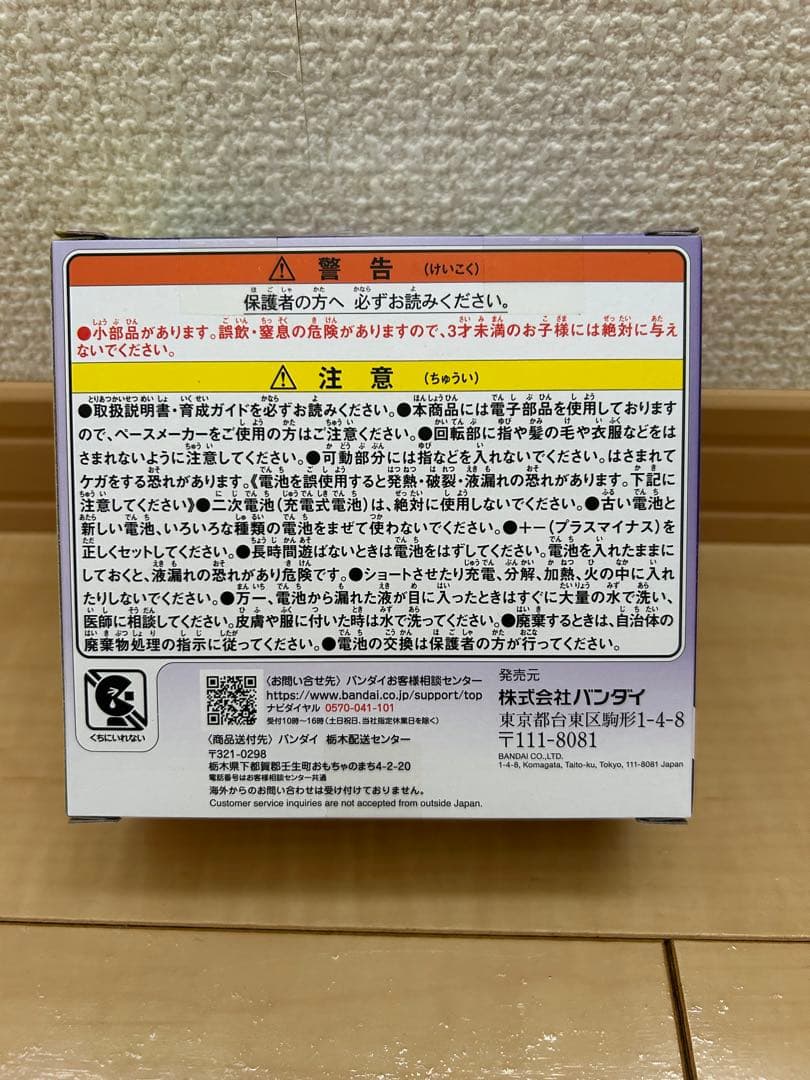 警告 (けいこく)
保護者の方へ 必ずお読みください。
●小部品があります。誤飲・窒息の危険がありますので、3才未満のお子様には絶対に与え
ないでください。
注意 (ちゅうい)
●取扱説明書・育成ガイドを必ずお読みください。●本商品には電子部品を使用しております
ので、ペースメーカーをご使用の方はご注意ください。●回転部に指や髪の毛や衣服などをは
さまれないように注意してください。●可動部分には指などを入れないでください。はさまれて
ケガをする恐れがあります。《電池を誤使用すると発熱・破裂・液漏れの恐れがあります。下記に
注意してください》●二次電池(充電式電池)は、絶対に使用しないでください。●古い電池と
新しい電池、いろいろな種類の電池をまぜて使わないでください。●+−(プラスマイナス)を
正しくセットしてください。●長時間遊ばないときは電池をはずしてください。電池を入れたままに
しておくと、液漏れの恐れがあり危険です。●ショートさせたり充電、分解、加熱、火の中に入れ
たりしないでください。●万一、電池から漏れた液が目に入ったときはすぐに大量の水で洗い、
医師に相談してください。皮膚や服に付いた時は水で洗ってください。●廃棄するときは、自治体の
廃棄物処理の指示に従ってください。●電池の交換は保護者の方が行ってください。
くちにいれない
〈お問い合せ先〉バンダイお客様相談センター
https://www.bandai.co.jp/support/top
ナビダイヤル 0570-041-101
受付10時〜16時(土日祝日、当社指定休業日を除く)
〈商品送付先〉バンダイ 栃木配送センター
〒321-0298
栃木県下都賀郡壬生町おもちゃのまち4-2-20
電話番号はお客様相談センター共通
海外からのお問い合わせは受け付けておりません。
Customer service inquiries are not accepted from outside Japan.
発売元
株式会社バンダイ
東京都台東区駒形1-4-8
〒111-8081
BANDAI CO.,LTD.
1-4-8, Komagata, Taito-ku, Tokyo, 111-8081 Japan